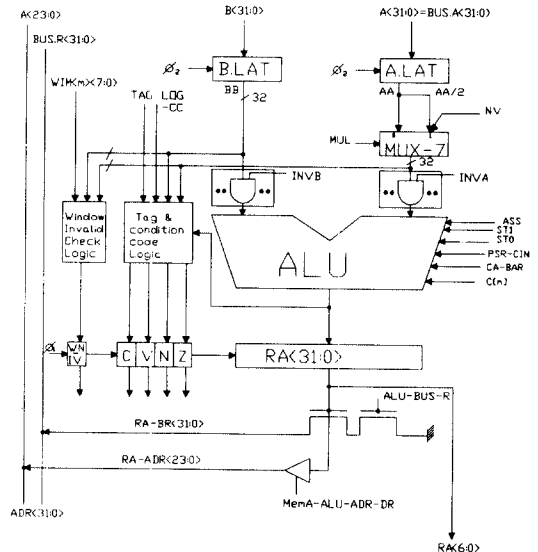 A<23:0>
B<31:0>
A<31:0>=BUS.A<31:0>
BUS.R<31:0>
Ø₂
B.LAT
Ø₂
A.LAT
WIM<m><7:0>
TAG
LOG
-CC
BB
32
AA
AA/2
NV
MUL
MUX-7
32
INVB
INVA
Window
Invalid
Check
Logic
Tag &
condition
code
Logic
ALU
ASS
ST1
ST0
PSR-CIN
CA-BAR
C[n]
WN
IV
C V N Z
RA<31:0>
ALU-BUS-R
RA-BR<31:0>
RA-ADR<23:0>
MemA-ALU-ADR-DR
ADR<31:0>
RA<6:0>